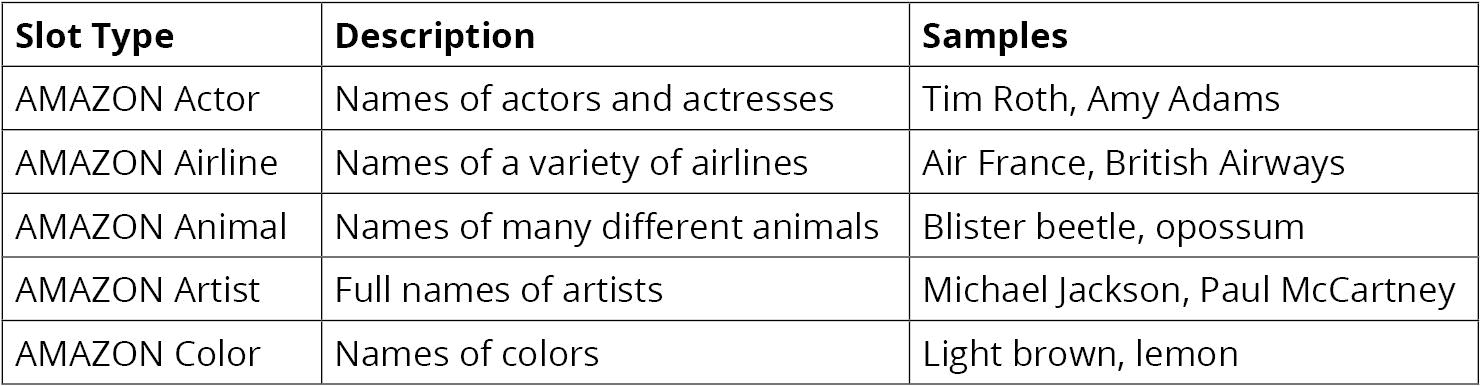 Slot Type Description Samples
AMAZON Actor Names of actors and actresses Tim Roth, Amy Adams
AMAZON Airline Names of a variety of airlines Air France, British Airways
AMAZON Animal Names of many different animals Blister beetle, opossum
AMAZON Artist Full names of artists Michael Jackson, Paul McCartney
AMAZON Color Names of colors Light brown, lemon